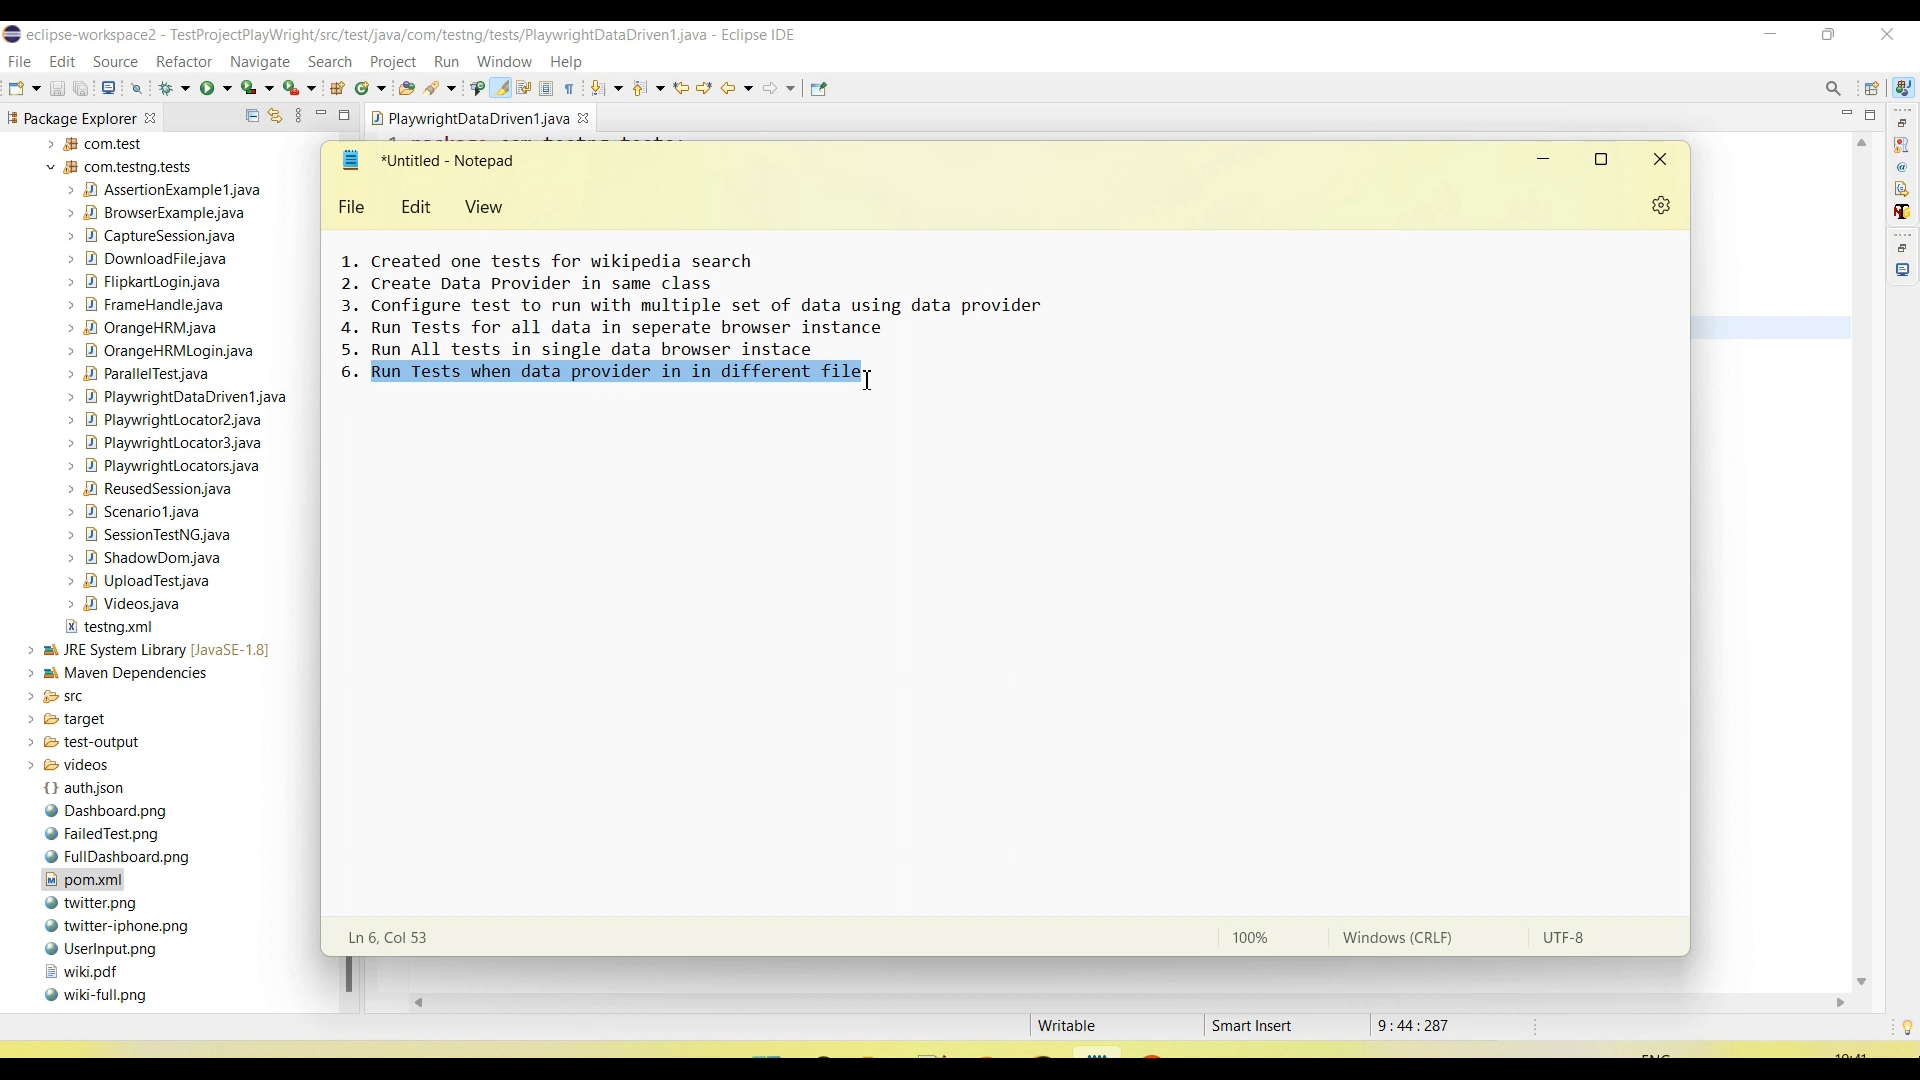 eclipse-workspace2 - TestProjectPlayWright/src/test/java/com/testng/tests/PlaywrightDataDriven1.java - Eclipse IDE
File Edit Source Refactor Navigate Search Project Run Window Help
Package Explorer
PlaywrightDataDriven1.java
com.test
com.testng.tests
AssertionExample1.java
BrowserExample.java
CaptureSession.java
DownloadFile.java
FlipkartLogin.java
FrameHandle.java
OrangeHRM.java
OrangeHRMLogin.java
ParallelTest.java
PlaywrightDataDriven1.java
PlaywrightLocator2.java
PlaywrightLocator3.java
PlaywrightLocators.java
ReusedSession.java
Scenario1.java
SessionTestNG.java
ShadowDom.java
UploadTest.java
Videos.java
testng.xml
JRE System Library [JavaSE-1.8]
Maven Dependencies
src
target
test-output
videos
auth.json
Dashboard.png
FailedTest.png
FullDashboard.png
pom.xml
twitter.png
twitter-iphone.png
UserInput.png
wiki.pdf
wiki-full.png
*Untitled - Notepad
File Edit View
1. Created one tests for wikipedia search
2. Create Data Provider in same class
3. Configure test to run with multiple set of data using data provider
4. Run Tests for all data in seperate browser instance
5. Run All tests in single data browser instace
6. Run Tests when data provider in in different file
Ln 6, Col 53 100% Windows (CRLF) UTF-8
Writable Smart Insert 9 : 44 : 287